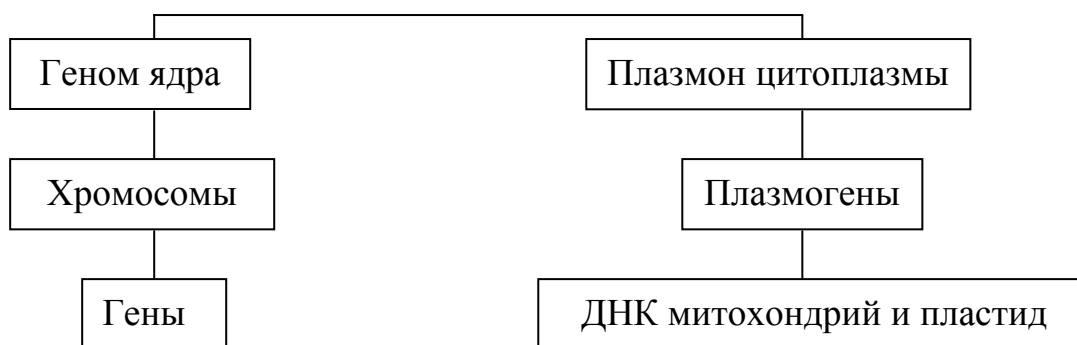 Геном ядра
Плазмон цитоплазмы
Хромосомы
Плазмогены
Гены
ДНК митохондрий и пластид